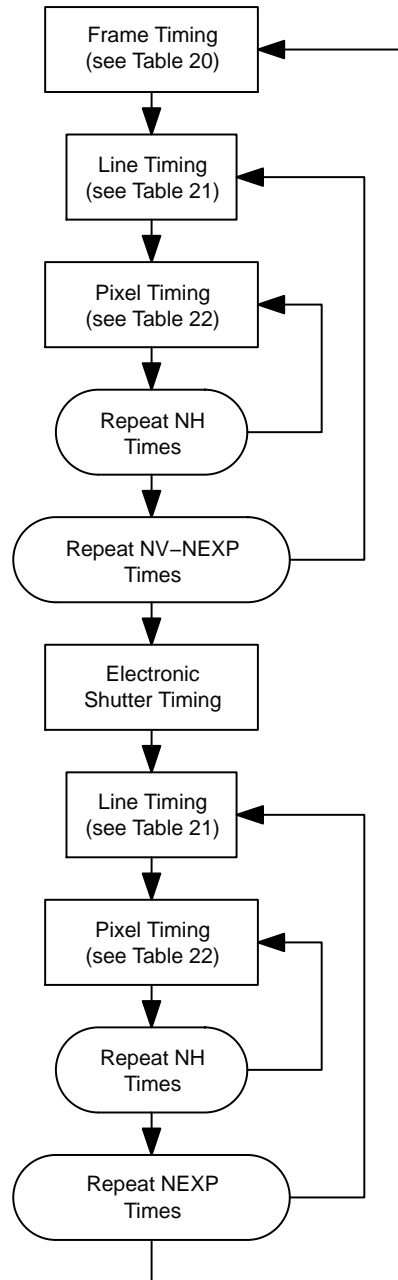 Frame Timing
(see Table 20)
Line Timing
(see Table 21)
Pixel Timing
(see Table 22)
Repeat NH
Times
Repeat NV−NEXP
Times
Electronic
Shutter Timing
Line Timing
(see Table 21)
Pixel Timing
(see Table 22)
Repeat NH
Times
Repeat NEXP
Times